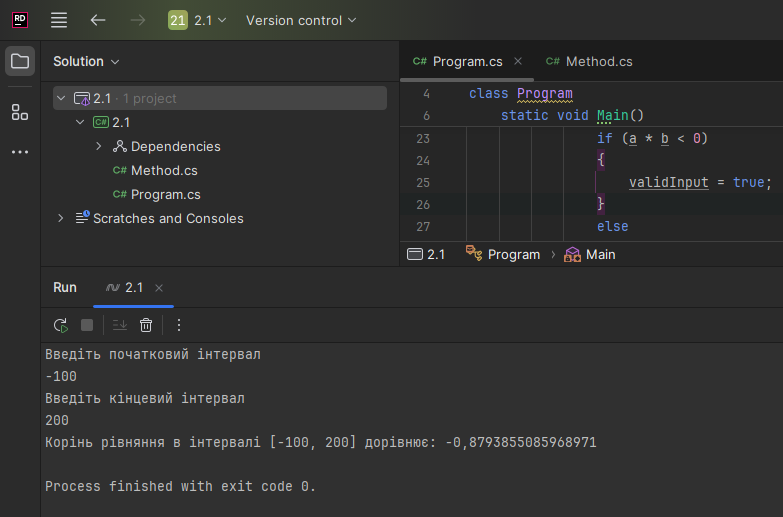 RD
21 2.1 Version control
Solution
2.1 · 1 project
C# 2.1
Dependencies
C# Method.cs
C# Program.cs
Scratches and Consoles
C# Program.cs
C# Method.cs
4 class Program
6 static void Main()
23 if (a * b < 0)
24 {
25 validInput = true;
26 }
27 else
2.1 Program › Main
Run 2.1
Введіть початковий інтервал
-100
Введіть кінцевий інтервал
200
Корінь рівняння в інтервалі [-100, 200] дорівнює: -0,8793855085968971
Process finished with exit code 0.